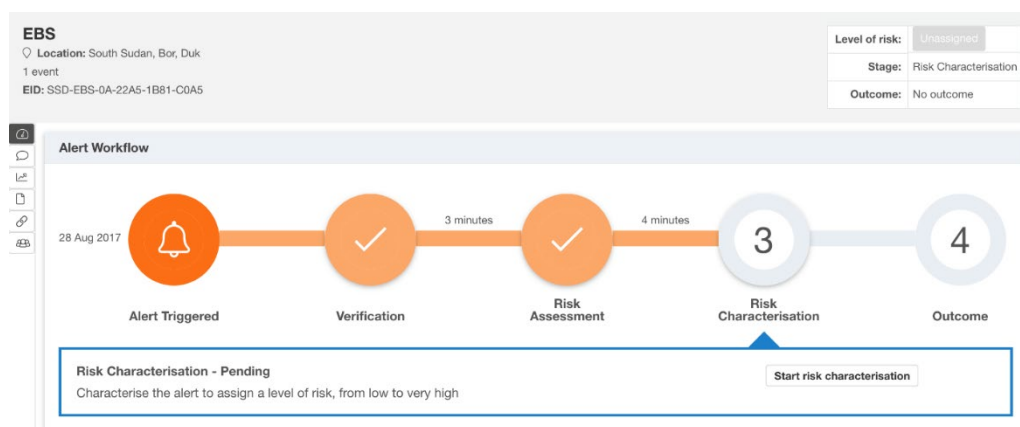 EBS
Location: South Sudan, Bor, Duk
1 event
EID: SSD-EBS-0A-22A5-1B81-C0A5
Level of risk: Unassigned
Stage: Risk Characterisation
Outcome: No outcome
Alert Workflow
28 Aug 2017
3 minutes
4 minutes
3
4
Alert Triggered
Verification
Risk
Assessment
Risk
Characterisation
Outcome
Risk Characterisation - Pending
Characterise the alert to assign a level of risk, from low to very high
Start risk characterisation